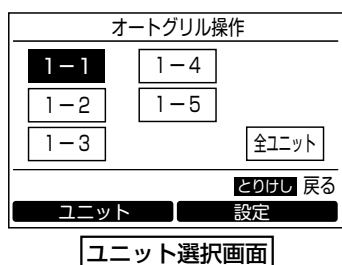 オートグリル操作
1－1 1－4
1－2 1－5
1－3 全ユニット
とりけし 戻る
ユニット 設定
ユニット選択画面